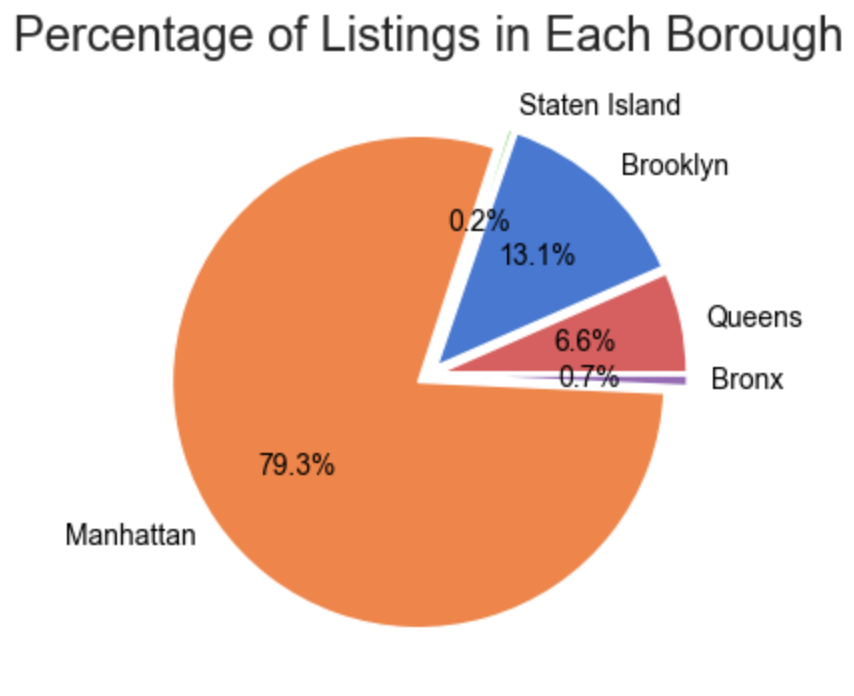 Percentage of Listings in Each Borough
Staten Island
Brooklyn
0.2%
13.1%
Queens
6.6%
0.7%
Bronx
79.3%
Manhattan